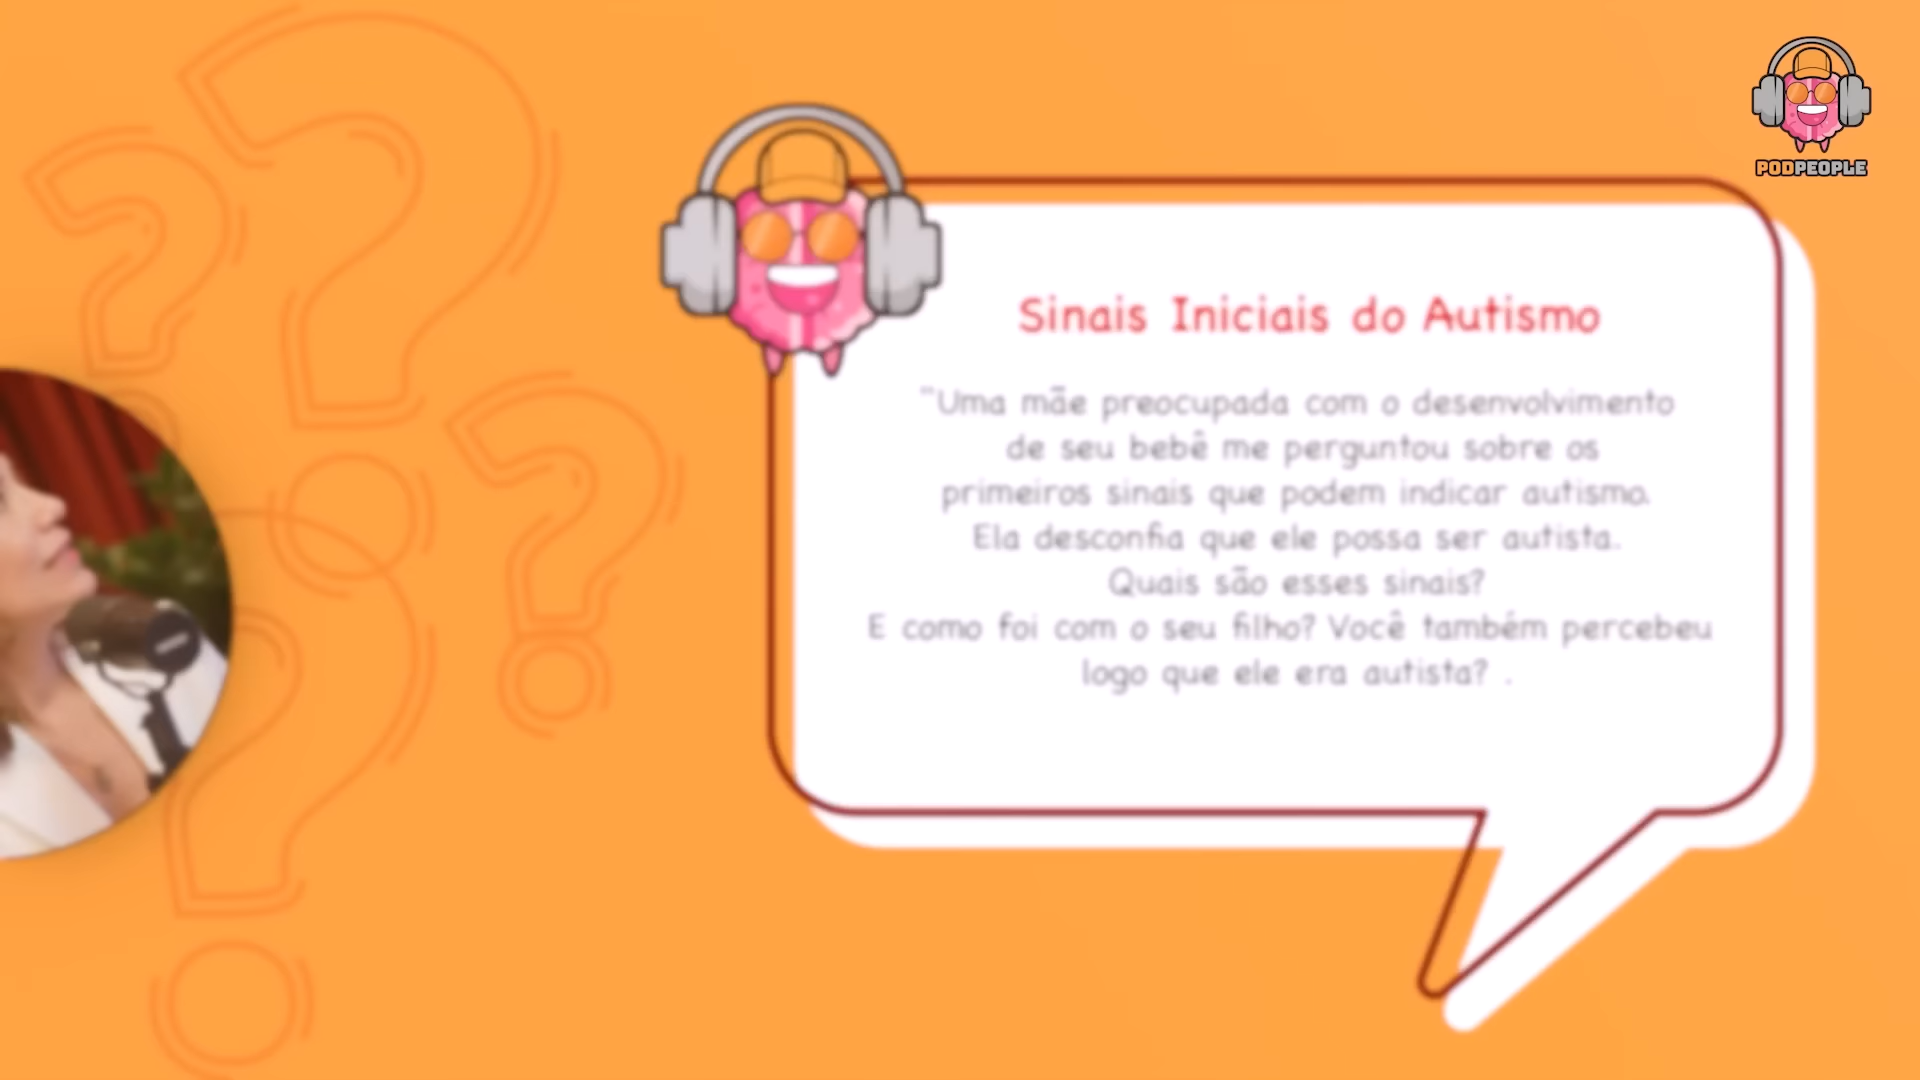 PODPEOPLE
Sinais Iniciais do Autismo
"Uma mãe preocupada com o desenvolvimento
de seu bebê me perguntou sobre os
primeiros sinais que podem indicar autismo.
Ela desconfia que ele possa ser autista.
Quais são esses sinais?
E como foi com o seu filho? Você também percebeu
logo que ele era autista? .